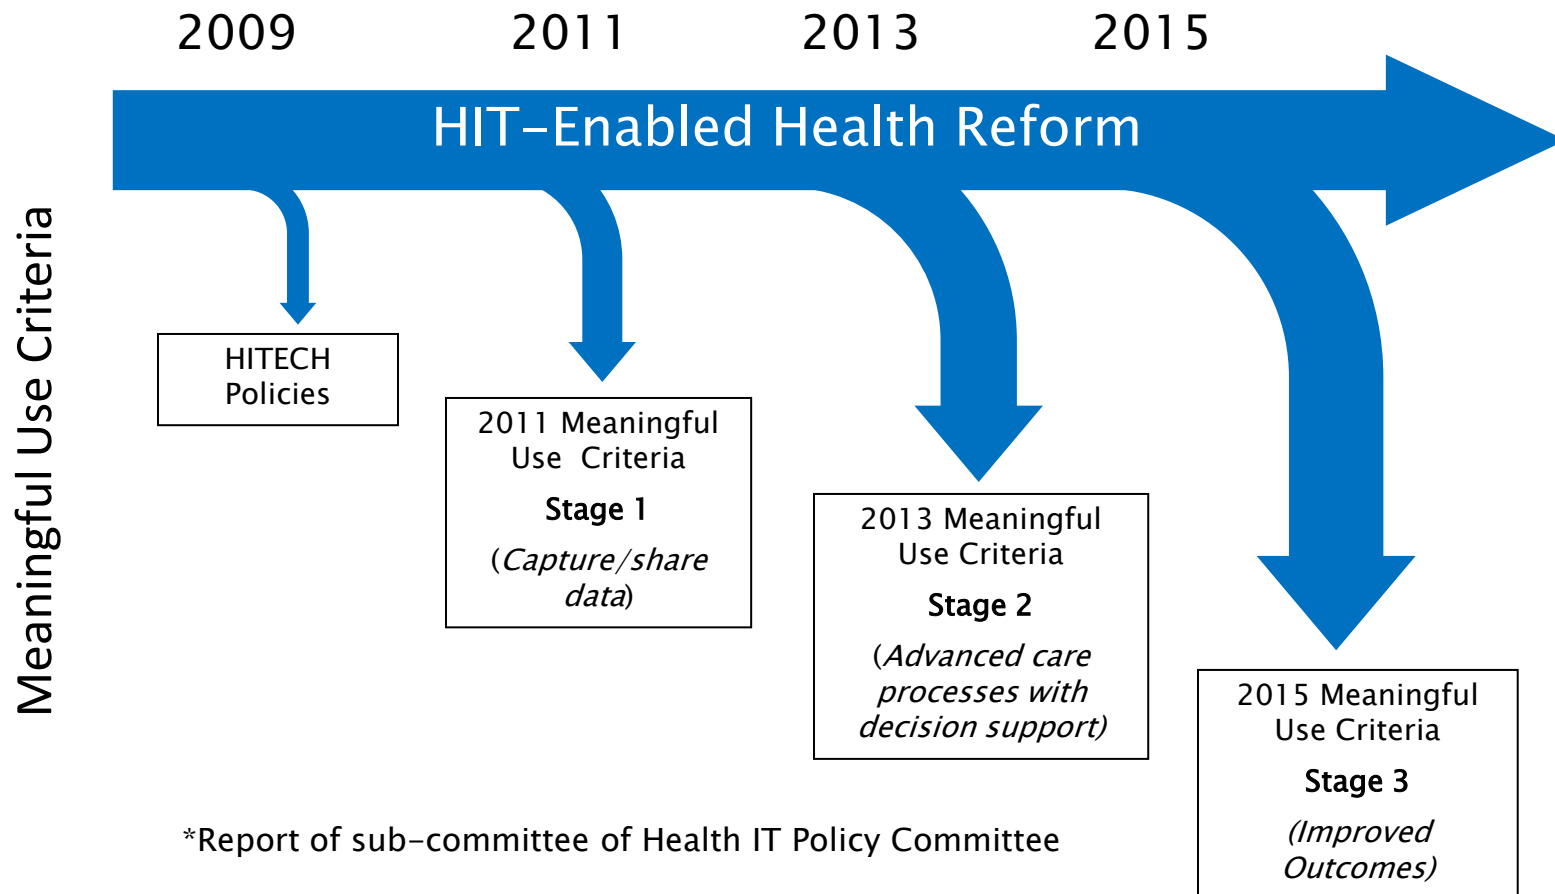 2009 2011 2013 2015
HIT-Enabled Health Reform
Meaningful Use Criteria
HITECH
Policies
2011 Meaningful
Use Criteria
Stage 1
(Capture/share
data)
2013 Meaningful
Use Criteria
Stage 2
(Advanced care
processes with
decision support)
2015 Meaningful
Use Criteria
Stage 3
(Improved
Outcomes)
*Report of sub-committee of Health IT Policy Committee